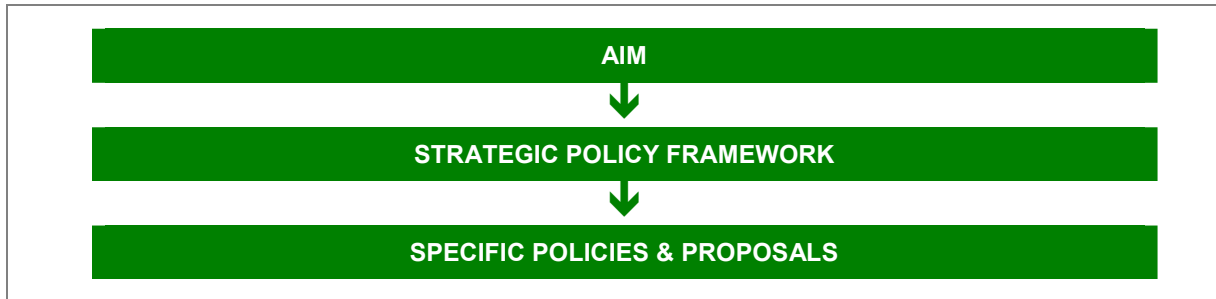 AIM
STRATEGIC POLICY FRAMEWORK
SPECIFIC POLICIES & PROPOSALS